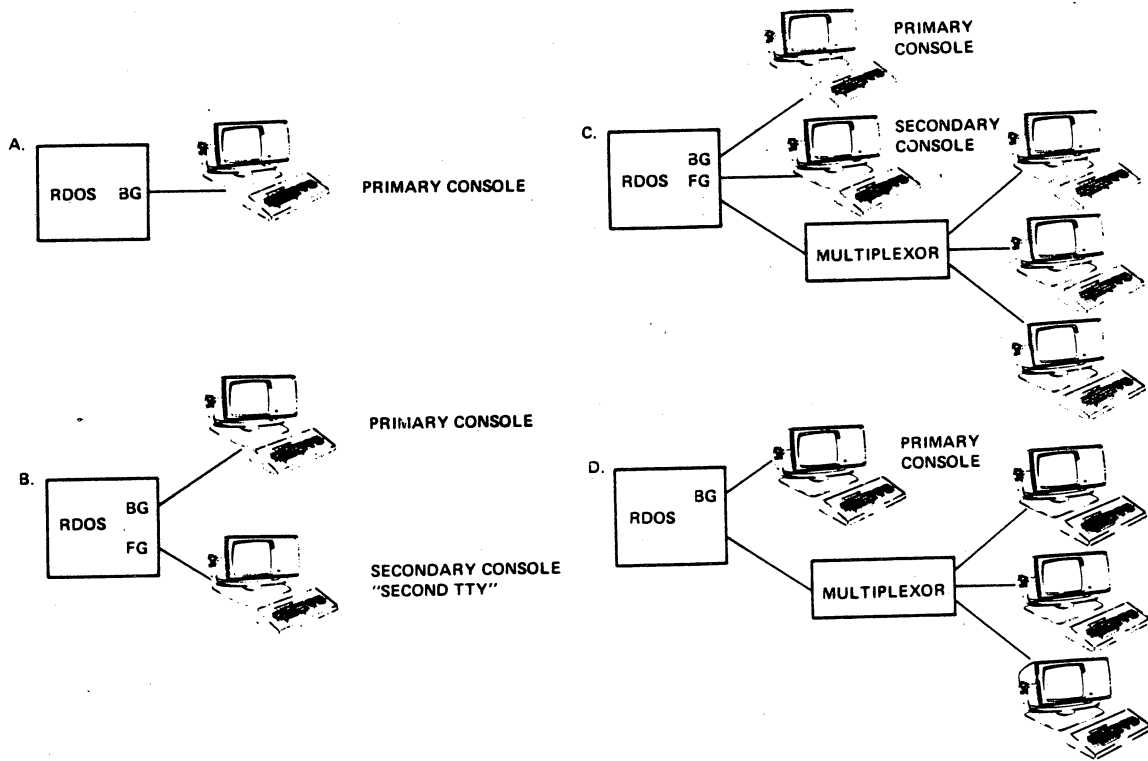 A.
RDOS BG
PRIMARY CONSOLE
B.
RDOS
BG
FG
PRIMARY CONSOLE
SECONDARY CONSOLE
"SECOND TTY"
C.
RDOS
BG
FG
PRIMARY
CONSOLE
SECONDARY
CONSOLE
MULTIPLEXOR
D.
RDOS
BG
PRIMARY
CONSOLE
MULTIPLEXOR